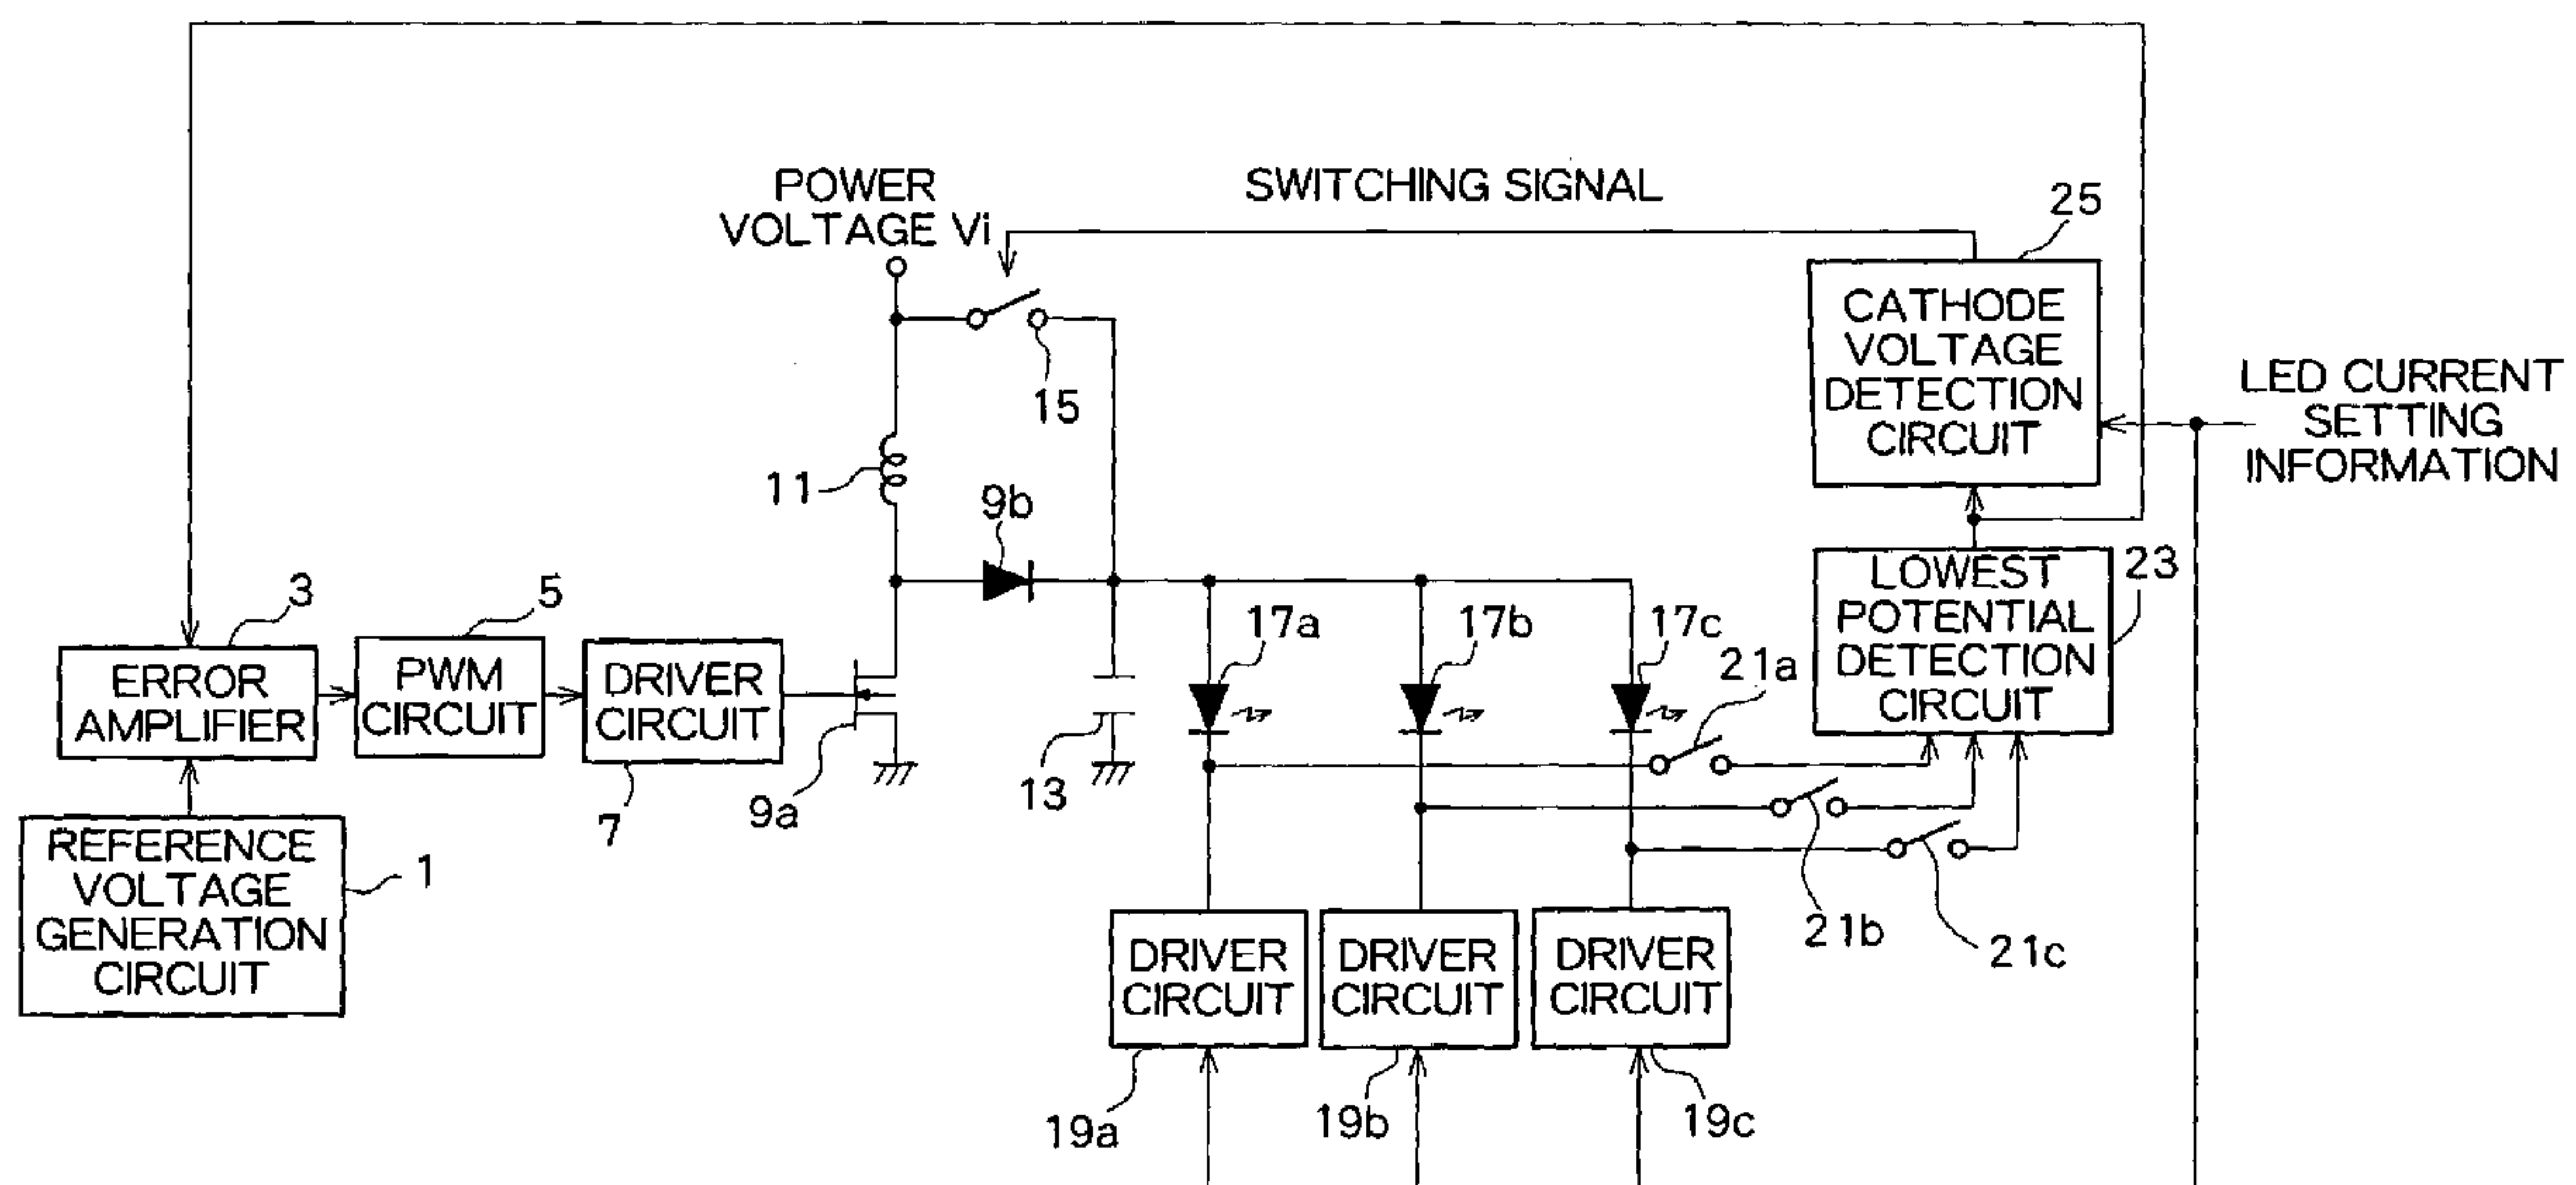 POWER
VOLTAGE Vi
SWITCHING SIGNAL
25
CATHODE
VOLTAGE
DETECTION
CIRCUIT
LED CURRENT
SETTING
INFORMATION
15
11
9b
3
5
ERROR
AMPLIFIER
PWM
CIRCUIT
DRIVER
CIRCUIT
7
9a
13
17a
17b
17c
21a
LOWEST
POTENTIAL
DETECTION
CIRCUIT
23
REFERENCE
VOLTAGE
GENERATION
CIRCUIT
1
21b
21c
DRIVER
CIRCUIT
DRIVER
CIRCUIT
DRIVER
CIRCUIT
19a
19b
19c